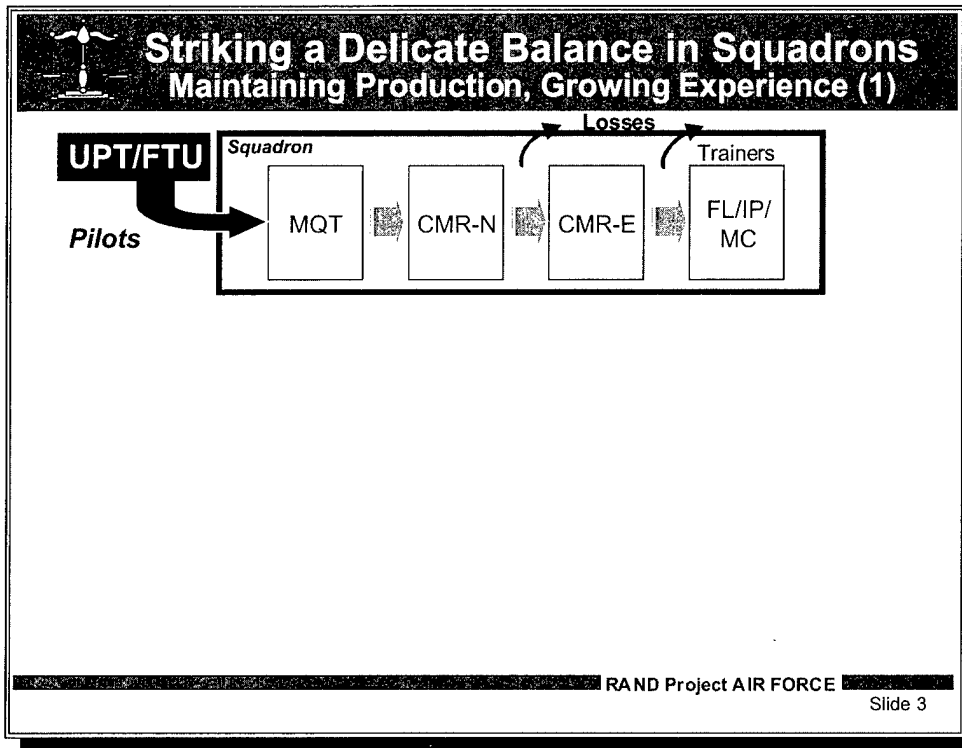 Striking a Delicate Balance in Squadrons
Maintaining Production, Growing Experience (1)
Losses
UPT/FTU
Squadron
Trainers
Pilots
MQT
CMR-N
CMR-E
FL/IP/
MC
RAND Project AIR FORCE
Slide 3